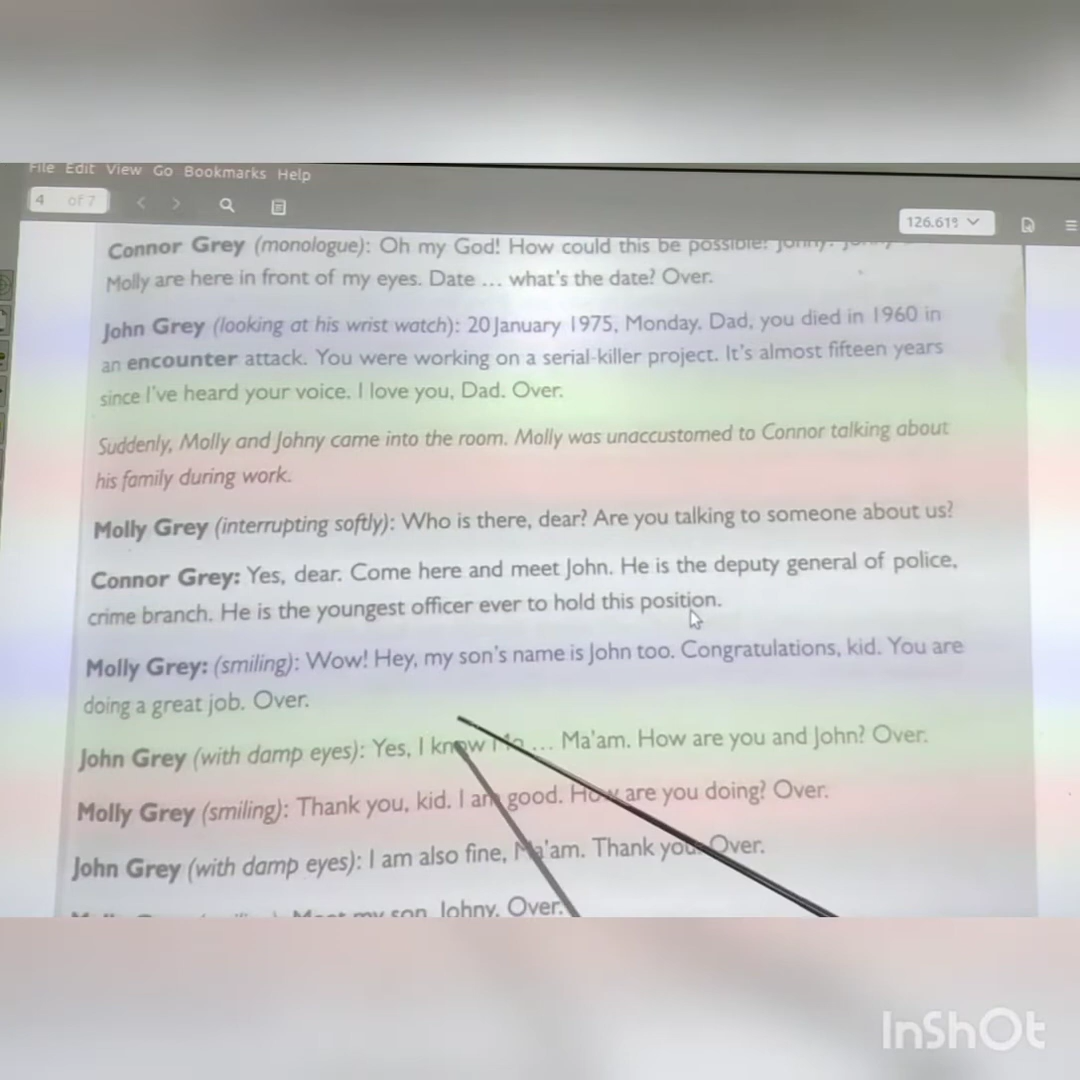 File Edit View Go Bookmarks Help
4 of 7
126.61%
Connor Grey (monologue): Oh my God! How could this be possible!
Molly are here in front of my eyes. Date ... what's the date? Over.
John Grey (looking at his wrist watch): 20 January 1975, Monday. Dad, you died in 1960 in
an encounter attack. You were working on a serial-killer project. It's almost fifteen years
since I've heard your voice. I love you, Dad. Over.
Suddenly, Molly and Johny came into the room. Molly was unaccustomed to Connor talking about
his family during work.
Molly Grey (interrupting softly): Who is there, dear? Are you talking to someone about us?
Connor Grey: Yes, dear. Come here and meet John. He is the deputy general of police,
crime branch. He is the youngest officer ever to hold this position.
Molly Grey: (smiling): Wow! Hey, my son's name is John too. Congratulations, kid. You are
doing a great job. Over.
John Grey (with damp eyes): Yes, I know Mo ... Ma'am. How are you and John? Over.
Molly Grey (smiling): Thank you, kid. I am good. How are you doing? Over.
John Grey (with damp eyes): I am also fine, Ma'am. Thank you. Over.
Meet my son, Johny. Over.
InShOt